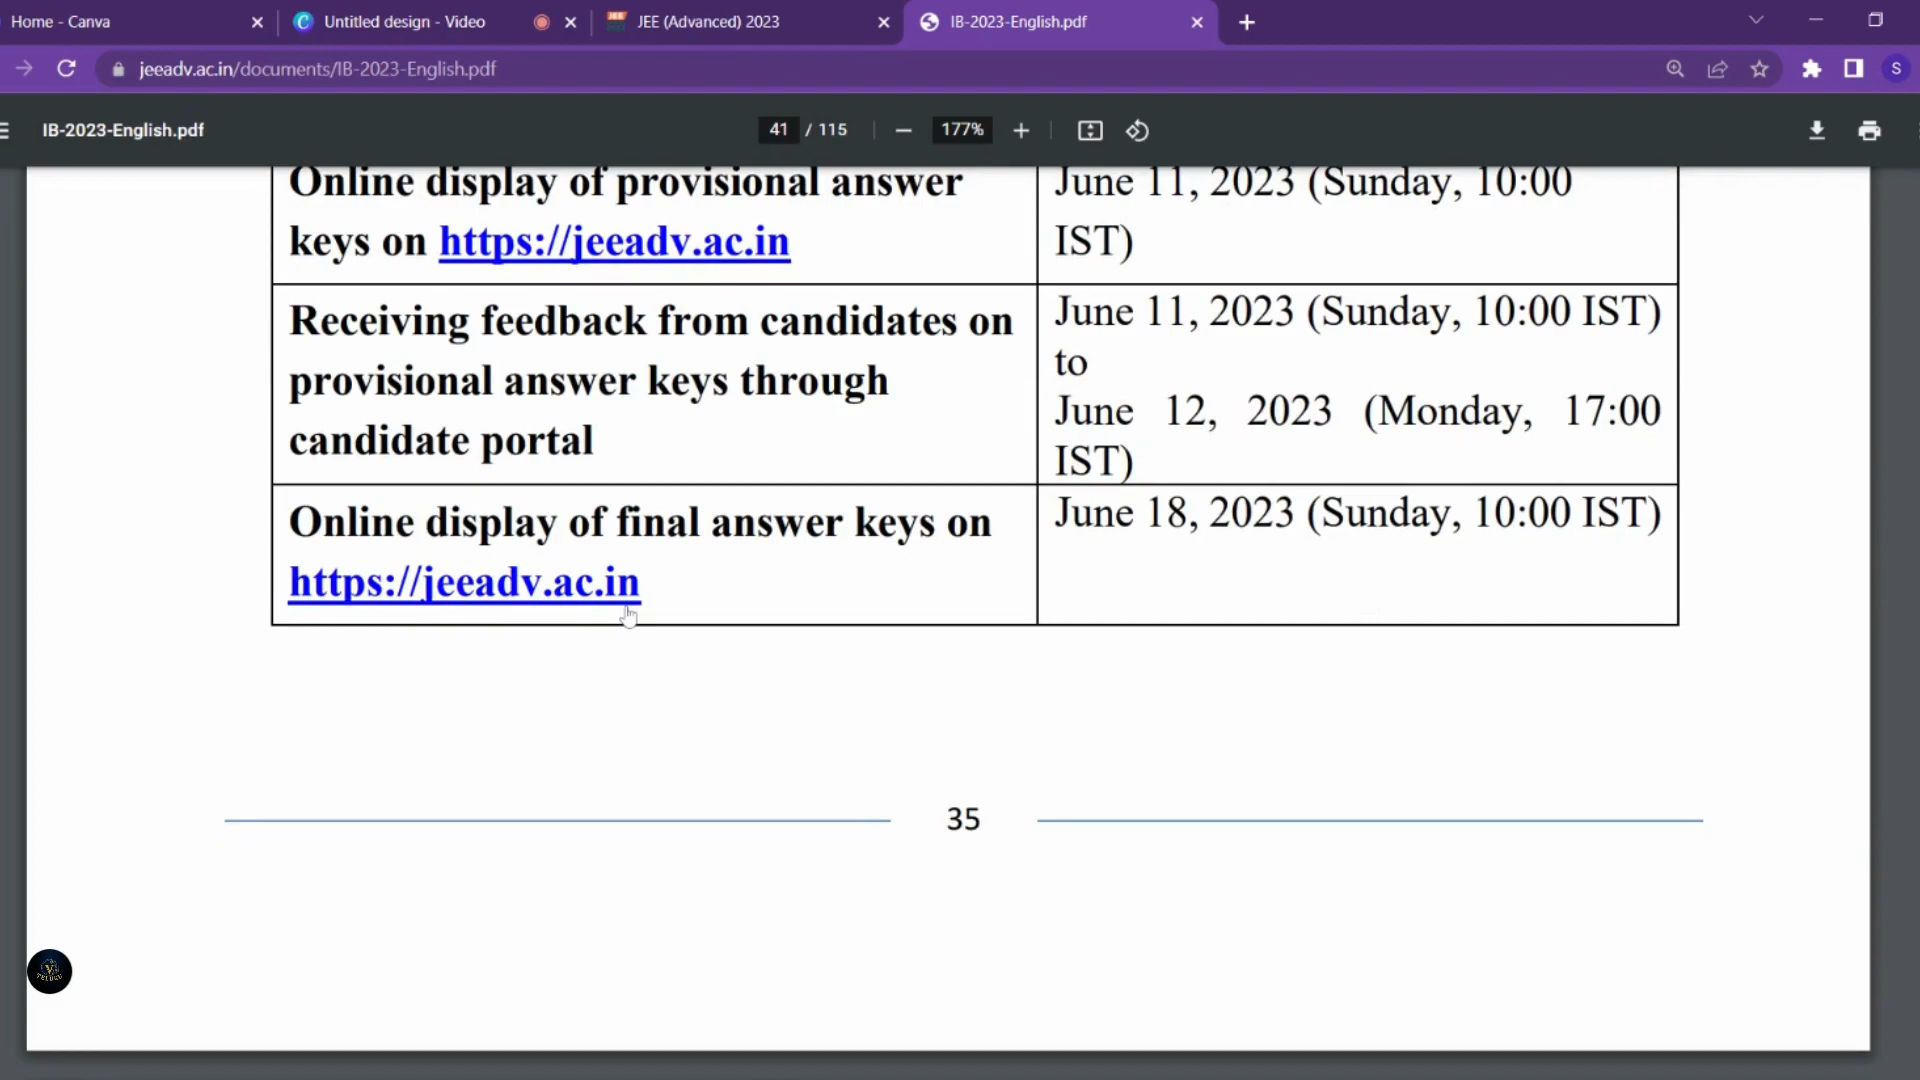 Home - Canva
Untitled design - Video
JEE (Advanced) 2023
IB-2023-English.pdf
jeeadv.ac.in/documents/IB-2023-English.pdf
S
IB-2023-English.pdf
41 / 115
177%
Online display of provisional answer
keys on https://jeeadv.ac.in
June 11, 2023 (Sunday, 10:00
IST)
Receiving feedback from candidates on
provisional answer keys through
candidate portal
June 11, 2023 (Sunday, 10:00 IST)
to
June 12, 2023 (Monday, 17:00
IST)
Online display of final answer keys on
https://jeeadv.ac.in
June 18, 2023 (Sunday, 10:00 IST)
35
V
TELUGU